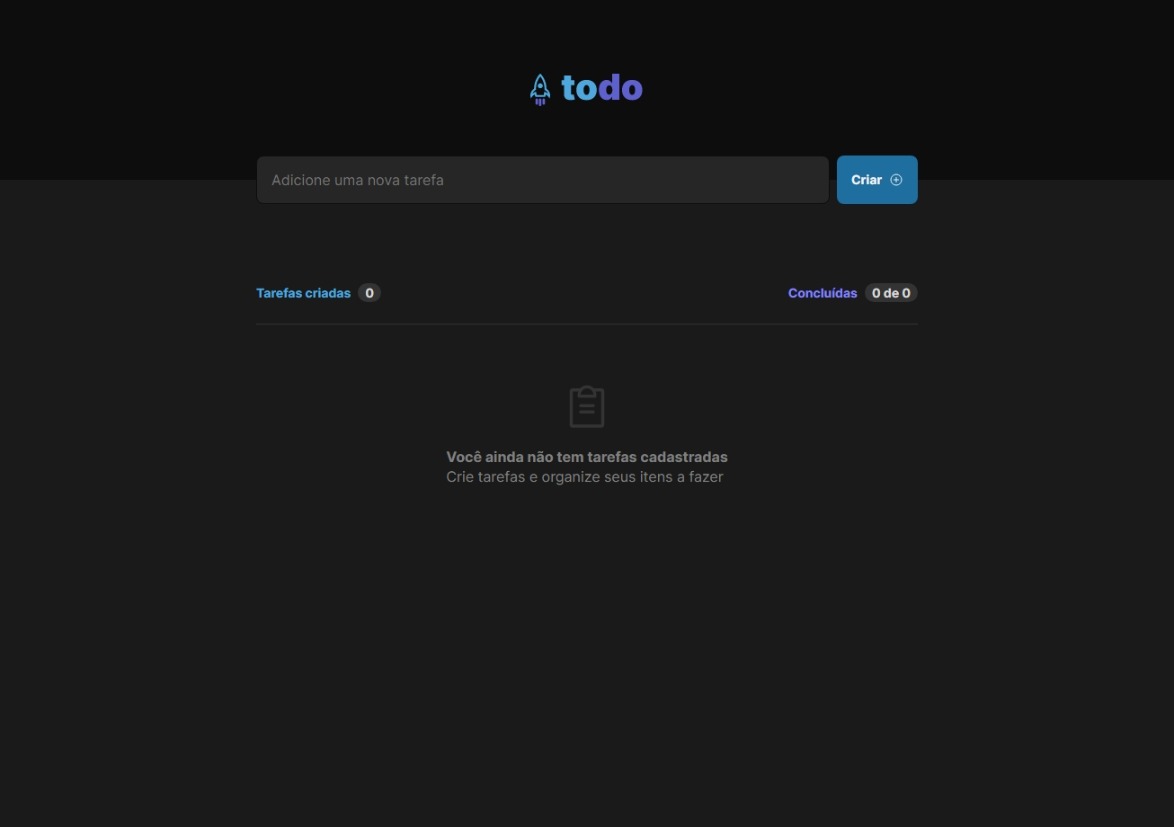 todo
Adicione uma nova tarefa
Criar
Tarefas criadas 0
Concluídas 0 de 0
Você ainda não tem tarefas cadastradas
Crie tarefas e organize seus itens a fazer